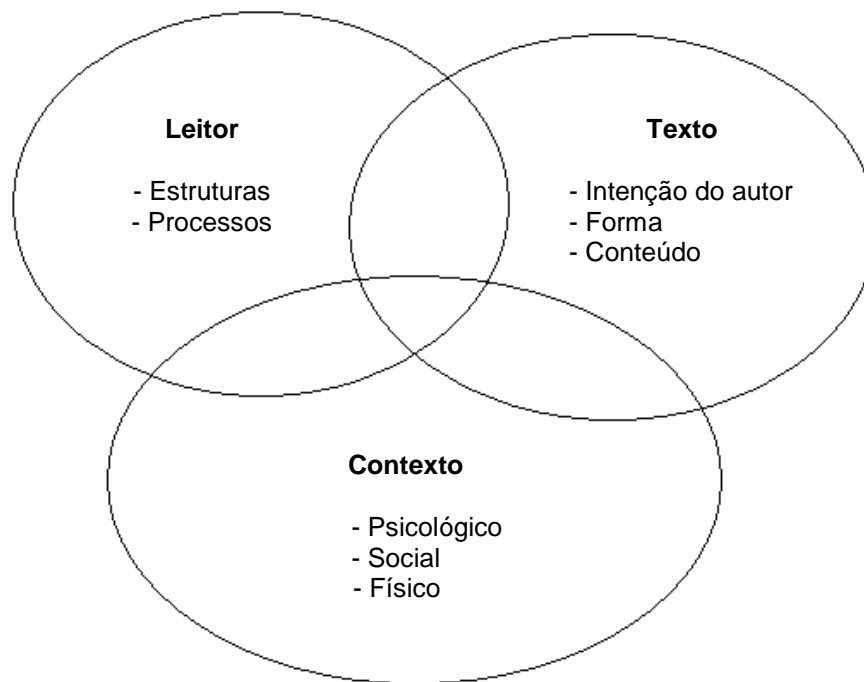 Leitor
- Estruturas
- Processos
Texto
- Intenção do autor
- Forma
- Conteúdo
Contexto
- Psicológico
- Social
- Físico